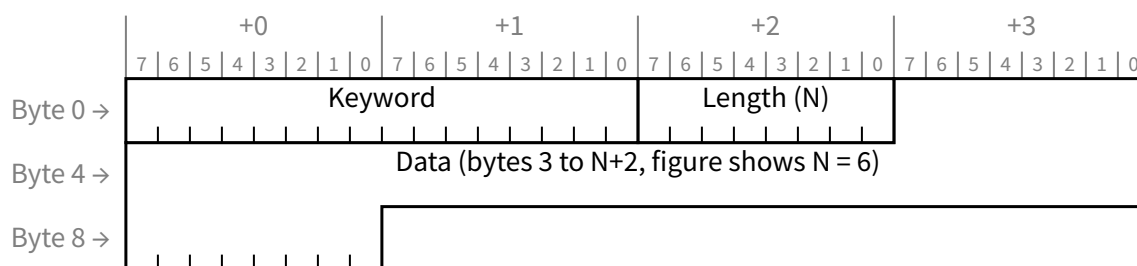 +0 +1 +2 +3
7 6 5 4 3 2 1 0 7 6 5 4 3 2 1 0 7 6 5 4 3 2 1 0 7 6 5 4 3 2 1 0
Byte 0 → Keyword Length (N)
Byte 4 → Data (bytes 3 to N+2, figure shows N = 6)
Byte 8 →